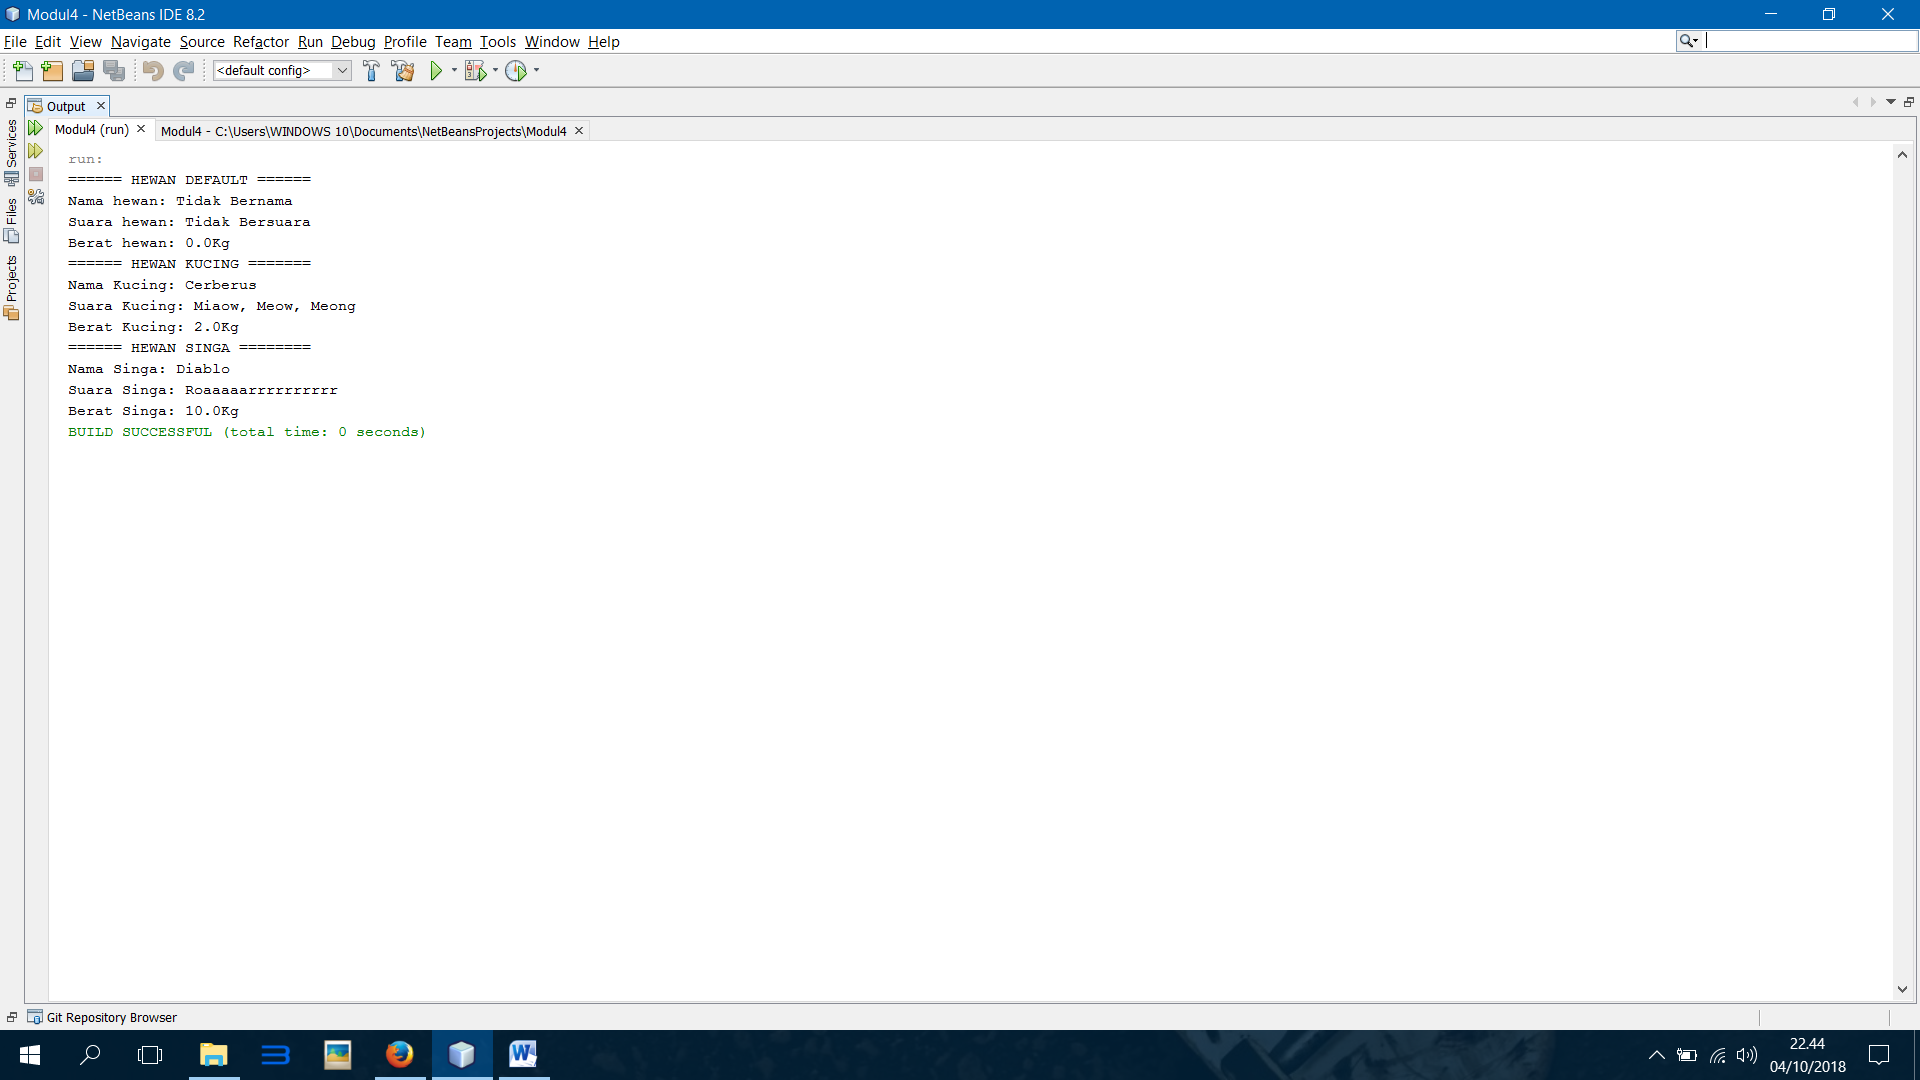 Modul4 - NetBeans IDE 8.2
File Edit View Navigate Source Refactor Run Debug Profile Team Tools Window Help
<default config>
Output
Modul4 (run) Modul4 - C:\Users\WINDOWS 10\Documents\NetBeansProjects\Modul4
Services
Files
Projects
run:
====== HEWAN DEFAULT ======
Nama hewan: Tidak Bernama
Suara hewan: Tidak Bersuara
Berat hewan: 0.0Kg
====== HEWAN KUCING =======
Nama Kucing: Cerberus
Suara Kucing: Miaow, Meow, Meong
Berat Kucing: 2.0Kg
====== HEWAN SINGA ========
Nama Singa: Diablo
Suara Singa: Roaaaaarrrrrrrrrr
Berat Singa: 10.0Kg
BUILD SUCCESSFUL (total time: 0 seconds)
Git Repository Browser
22.44
04/10/2018